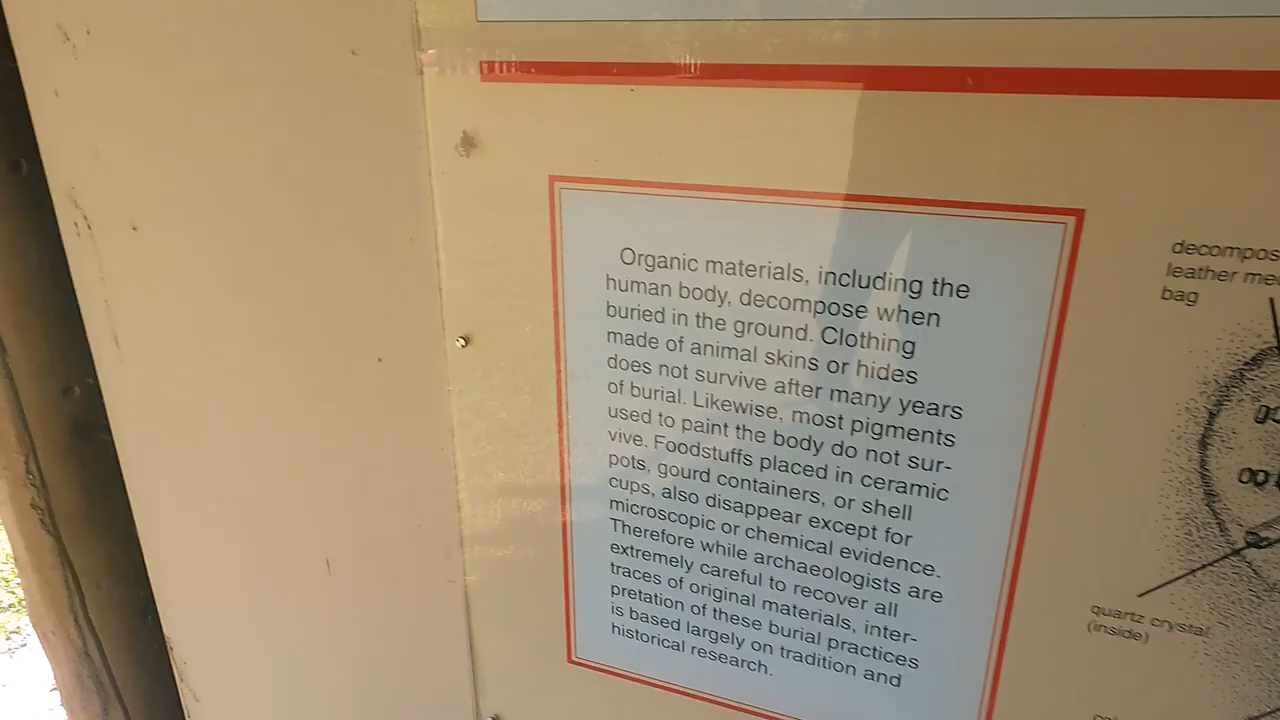 Organic materials, including the
human body, decompose when
buried in the ground. Clothing
made of animal skins or hides
does not survive after many years
of burial. Likewise, most pigments
used to paint the body do not sur-
vive. Foodstuffs placed in ceramic
pots, gourd containers, or shell
cups, also disappear except for
microscopic or chemical evidence.
Therefore while archaeologists are
extremely careful to recover all
traces of original materials, inter-
pretation of these burial practices
is based largely on tradition and
historical research.
leather
bag
quartz crystal
(inside)